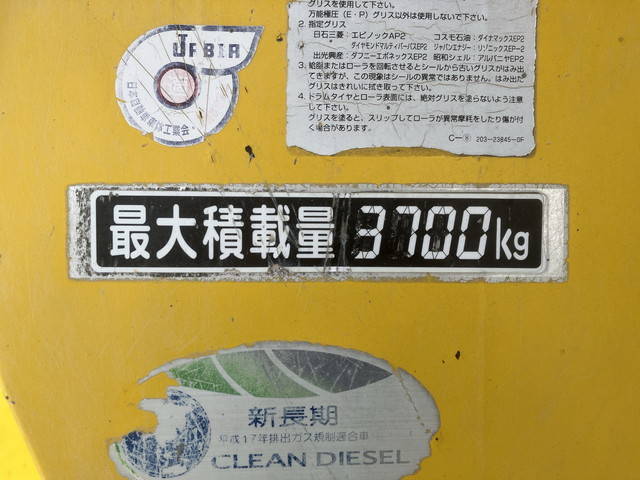 グリスを使用して下さい。
万能極圧(E・P)グリス以外は使用しないで下さい。
2. 指定グリス
日石三菱:エピノックAP2 コスモ石油:ダイナマックスEP2
ダイヤモンドマルティパーパスEP2 ジャパンエナジー:リゾニックスEP-2
出光興産:ダフニーエポネックスEP2 昭和シェル:アルバニヤEP2
3. 給脂またはローラを回転させるとシールから古いグリスがはみ出
てきますが、この現象はシールの異常ではありません。はみ出た
グリスはきれいに拭き取って下さい。
4. ドラムタイヤとローラ表面には、絶対グリスを塗らないよう注意
して下さい。
グリスを塗ると、スリップしてローラが異常摩耗をしたり傷が付
く場合があります。
C-⑧ 203-23845-0F
JABIA
最大積載量 3700kg
新長期
平成17年排出ガス規制適合車
CLEAN DIESEL